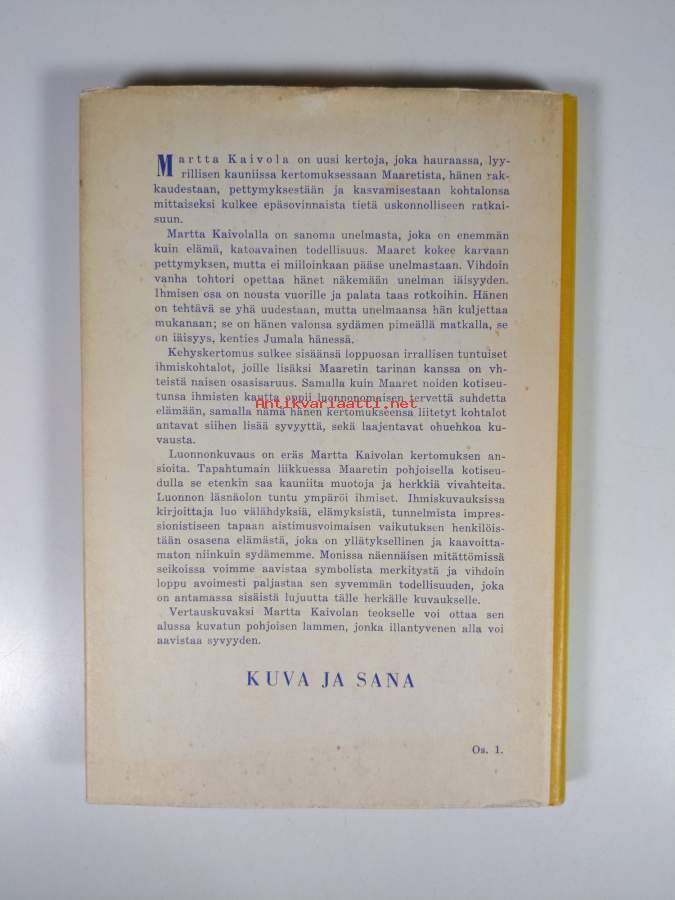 Martta Kaivola on uusi kertoja, joka hauraassa, lyy-
rillisen kauniissa kertomuksessaan Maaretista, hänen rak-
kaudestaan, pettymyksestään ja kasvamisestaan kohtalonsa
mittaiseksi kulkee epäsovinnaista tietä uskonnolliseen ratkai-
suun.
Martta Kaivolalla on sanoma unelmasta, joka on enemmän
kuin elämä, katoavainen todellisuus. Maaret kokee karvaan
pettymyksen, mutta ei milloinkaan pääse unelmastaan. Vihdoin
vanha tohtori opettaa hänet näkemään unelman iäisyyden.
Ihmisen osa on nousta vuorille ja palata taas rotkoihin. Hänen
on tehtävä se yhä uudestaan, mutta unelmaansa hän kuljettaa
mukanaan; se on hänen valonsa sydämen pimeällä matkalla, se
on iäisyys, kenties Jumala hänessä.
Kehyskertomus sulkee sisäänsä loppuosan irrallisen tuntuiset
ihmiskohtalot, joille lisäksi Maaretin tarinan kanssa on yh-
teistä naisen osasisaruus. Samalla kuin Maaret noiden kotiseu-
tunsa ihmisten kautta oppii luonnonomaisen tervettä suhdetta
elämään, samalla nämä hänen kertomukseensa liitetyt kohtalot
Antikvariaatti.net
antavat siihen lisää syvyyttä, sekä laajentavat ohuehkoa ku-
vausta.
Luonnonkuvaus on eräs Martta Kaivolan kertomuksen an-
sioita. Tapahtumain liikkuessa Maaretin pohjoisella kotiseu-
dulla se etenkin saa kauniita muotoja ja herkkiä vivahteita.
Luonnon läsnäolon tuntu ympäröi ihmiset. Ihmiskuvauksissa
kirjoittaja luo välähdyksiä, elämyksistä, tunnelmista impres-
sionistiseen tapaan aistimusvoimaisen vaikutuksen henkilöis-
tään osasena elämästä, joka on yllätyksellinen ja kaavoitta-
maton niinkuin sydämemme. Monissa näennäisen mitättömissä
seikoissa voimme aavistaa symbolista merkitystä ja vihdoin
loppu avoimesti paljastaa sen syvemmän todellisuuden, joka
on antamassa sisäistä lujuutta tälle herkälle kuvaukselle.
Vertauskuvaksi Martta Kaivolan teokselle voi ottaa sen
alussa kuvatun pohjoisen lammen, jonka illantyvenen alla voi
aavistaa syvyyden.
KUVA JA SANA
Os. 1.